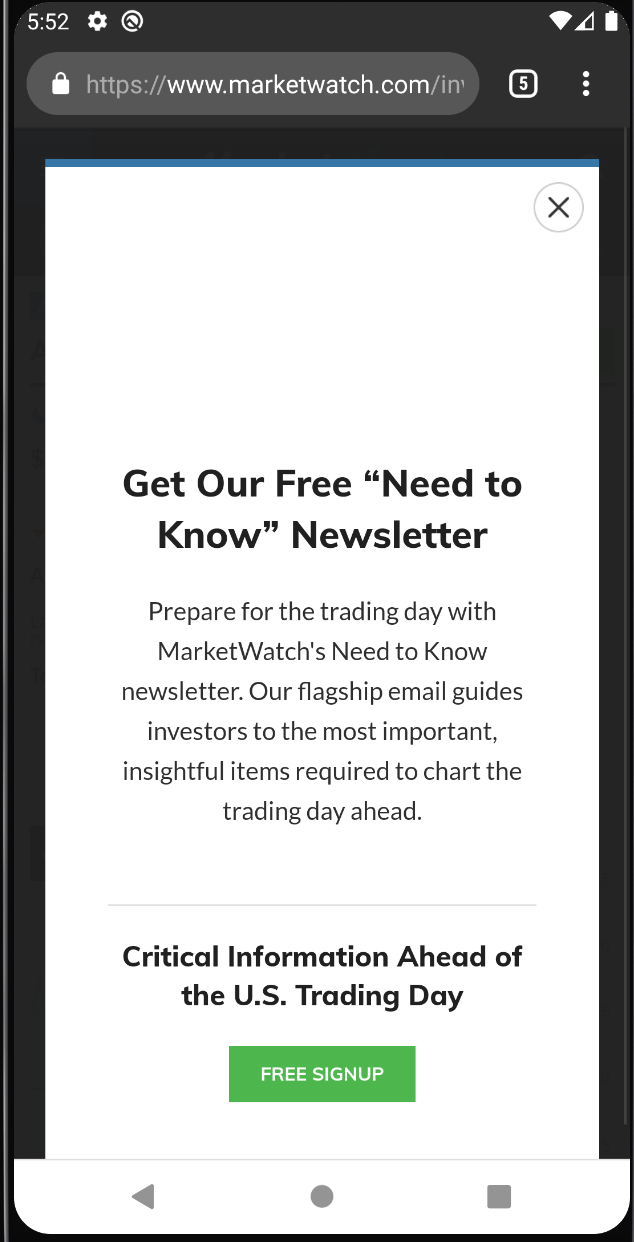 5:52
https://www.marketwatch.com/inv
5
Get Our Free “Need to
Know” Newsletter
Prepare for the trading day with
MarketWatch's Need to Know
newsletter. Our flagship email guides
investors to the most important,
insightful items required to chart the
trading day ahead.
Critical Information Ahead of
the U.S. Trading Day
FREE SIGNUP